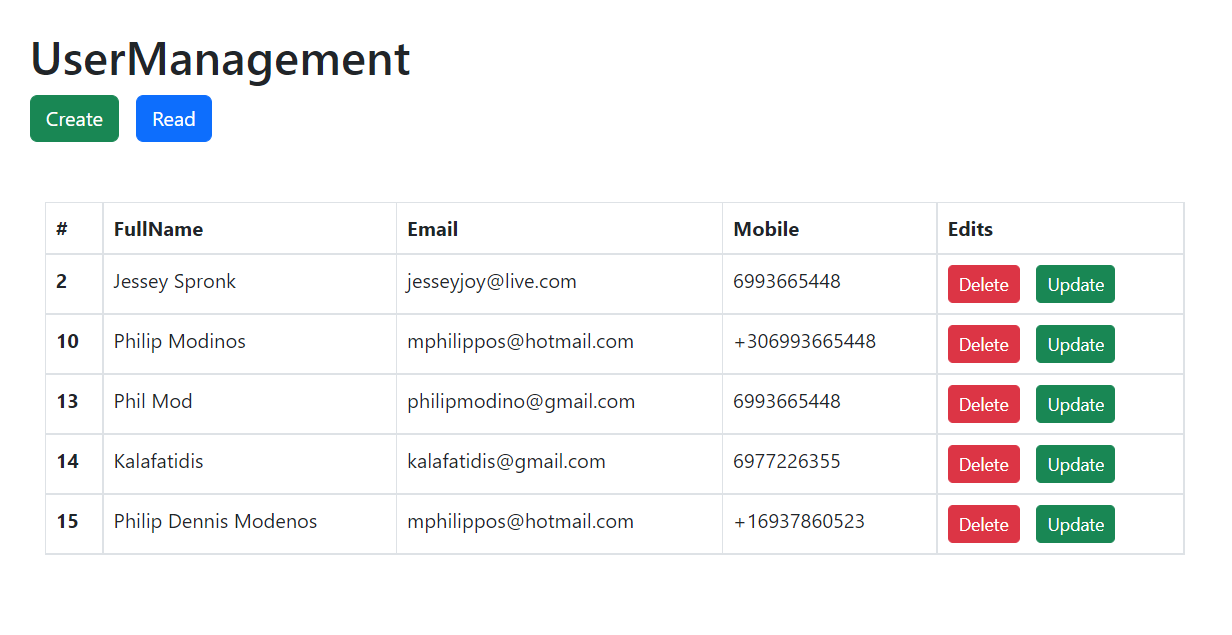 UserManagement
Create Read
# FullName Email Mobile Edits
2 Jessey Spronk jesseyjoy@live.com 6993665448 Delete Update
10 Philip Modinos mphilippos@hotmail.com +306993665448 Delete Update
13 Phil Mod philipmodino@gmail.com 6993665448 Delete Update
14 Kalafatidis kalafatidis@gmail.com 6977226355 Delete Update
15 Philip Dennis Modenos mphilippos@hotmail.com +16937860523 Delete Update